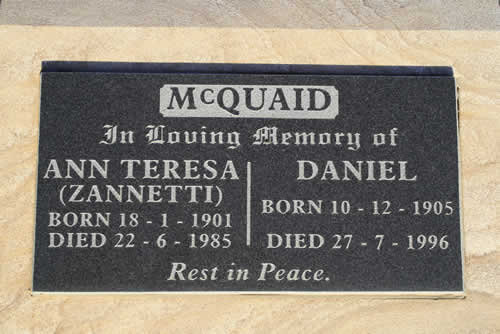 McQUAID
In Loving Memory of
ANN TERESA
(ZANNETTI)
BORN 18 - 1 - 1901
DIED 22 - 6 - 1985
DANIEL
BORN 10 - 12 - 1905
DIED 27 - 7 - 1996
Rest in Peace.